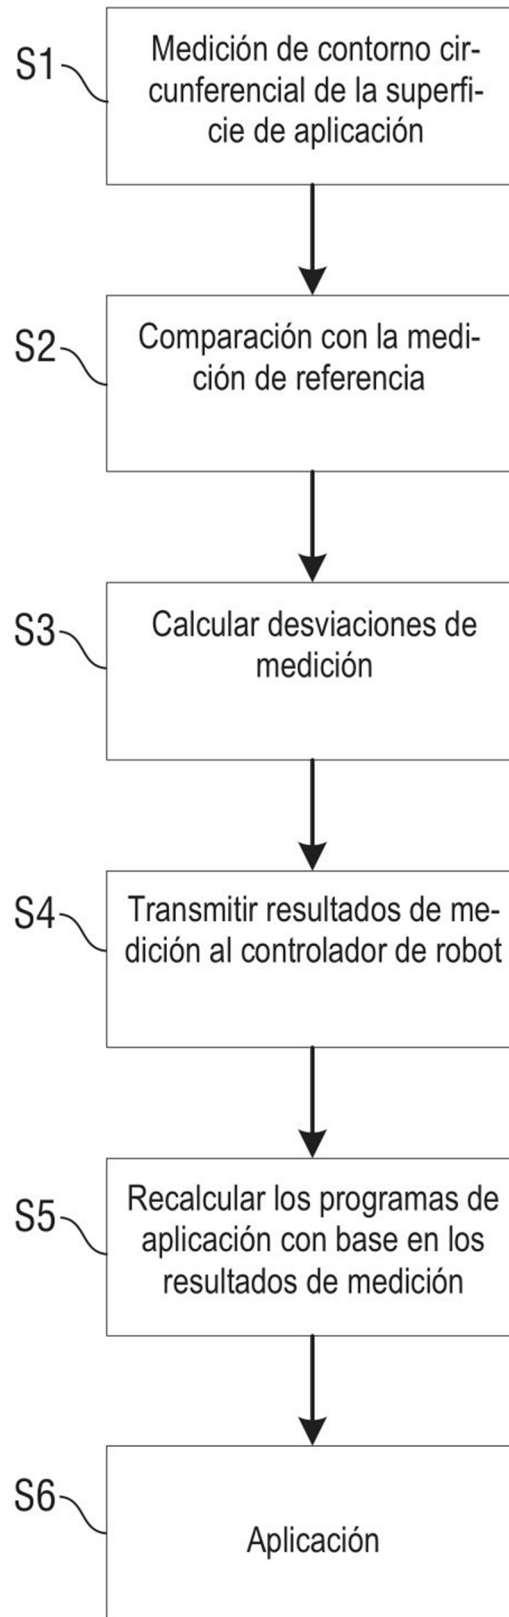 S1
Medición de contorno cir-
cunferencial de la superfi-
cie de aplicación
S2
Comparación con la medi-
ción de referencia
S3
Calcular desviaciones de
medición
S4
Transmitir resultados de me-
dición al controlador de robot
S5
Recalcular los programas de
aplicación con base en los
resultados de medición
S6
Aplicación